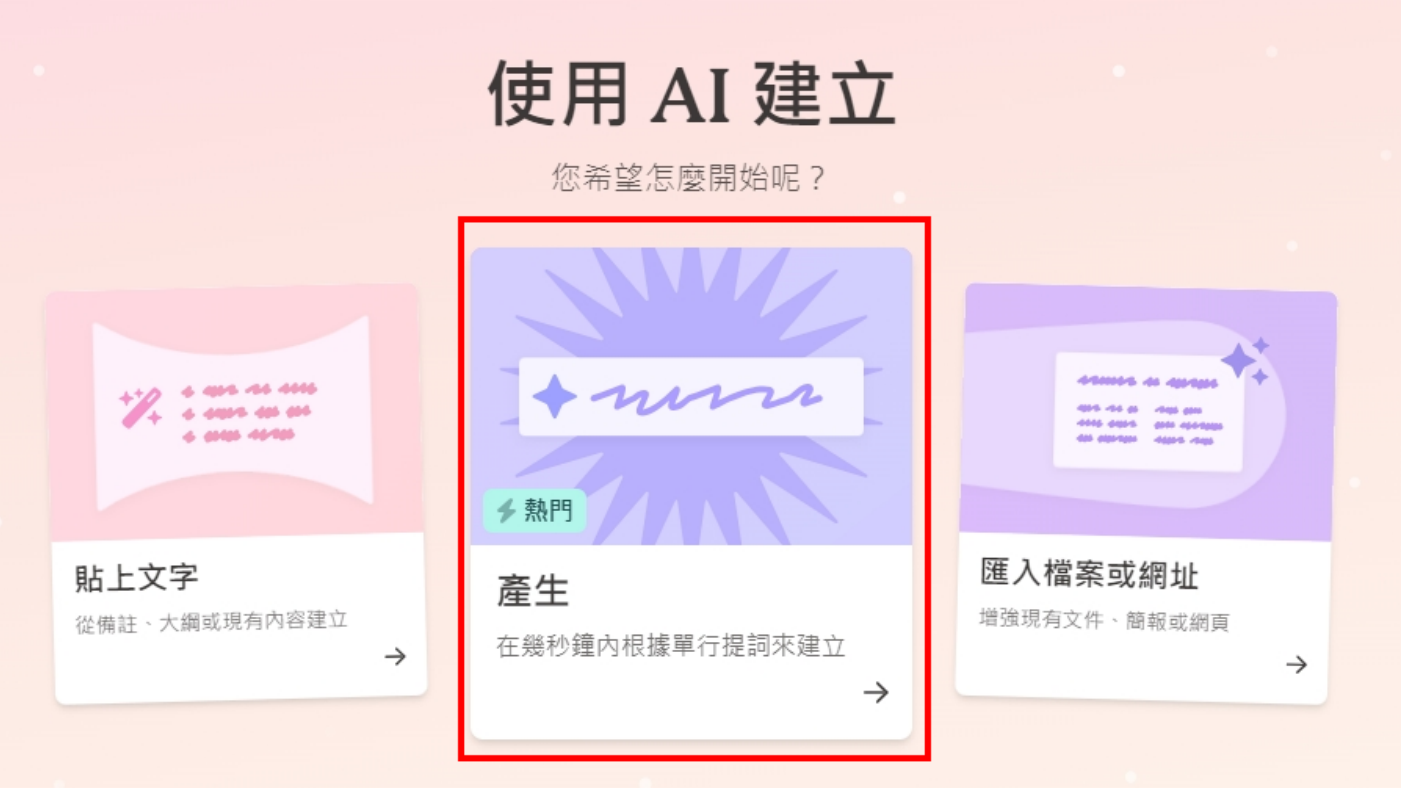 使用 AI 建立
您希望怎麼開始呢？
貼上文字
從備註、大綱或現有內容建立
熱門
產生
在幾秒鐘內根據單行提詞來建立
匯入檔案或網址
增強現有文件、簡報或網頁